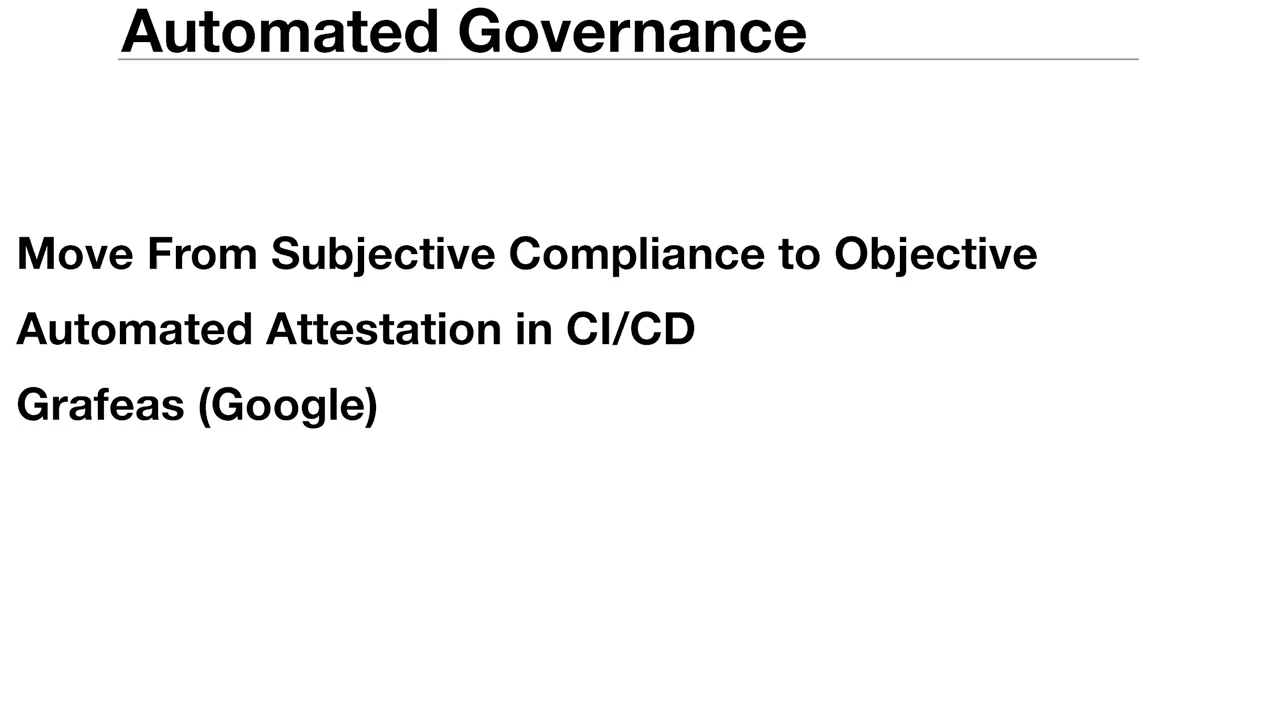 Automated Governance
Move From Subjective Compliance to Objective
Automated Attestation in CI/CD
Grafeas (Google)